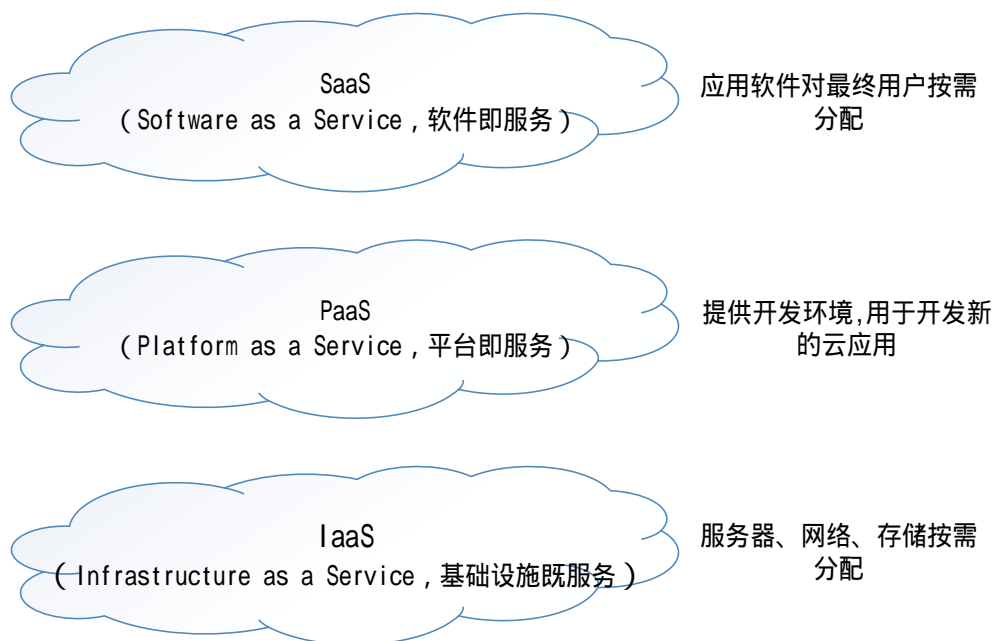 SaaS
（Software as a Service，软件即服务）
应用软件对最终用户按需
分配
PaaS
（Platform as a Service，平台即服务）
提供开发环境,用于开发新
的云应用
IaaS
（Infrastructure as a Service，基础设施既服务）
服务器、网络、存储按需
分配